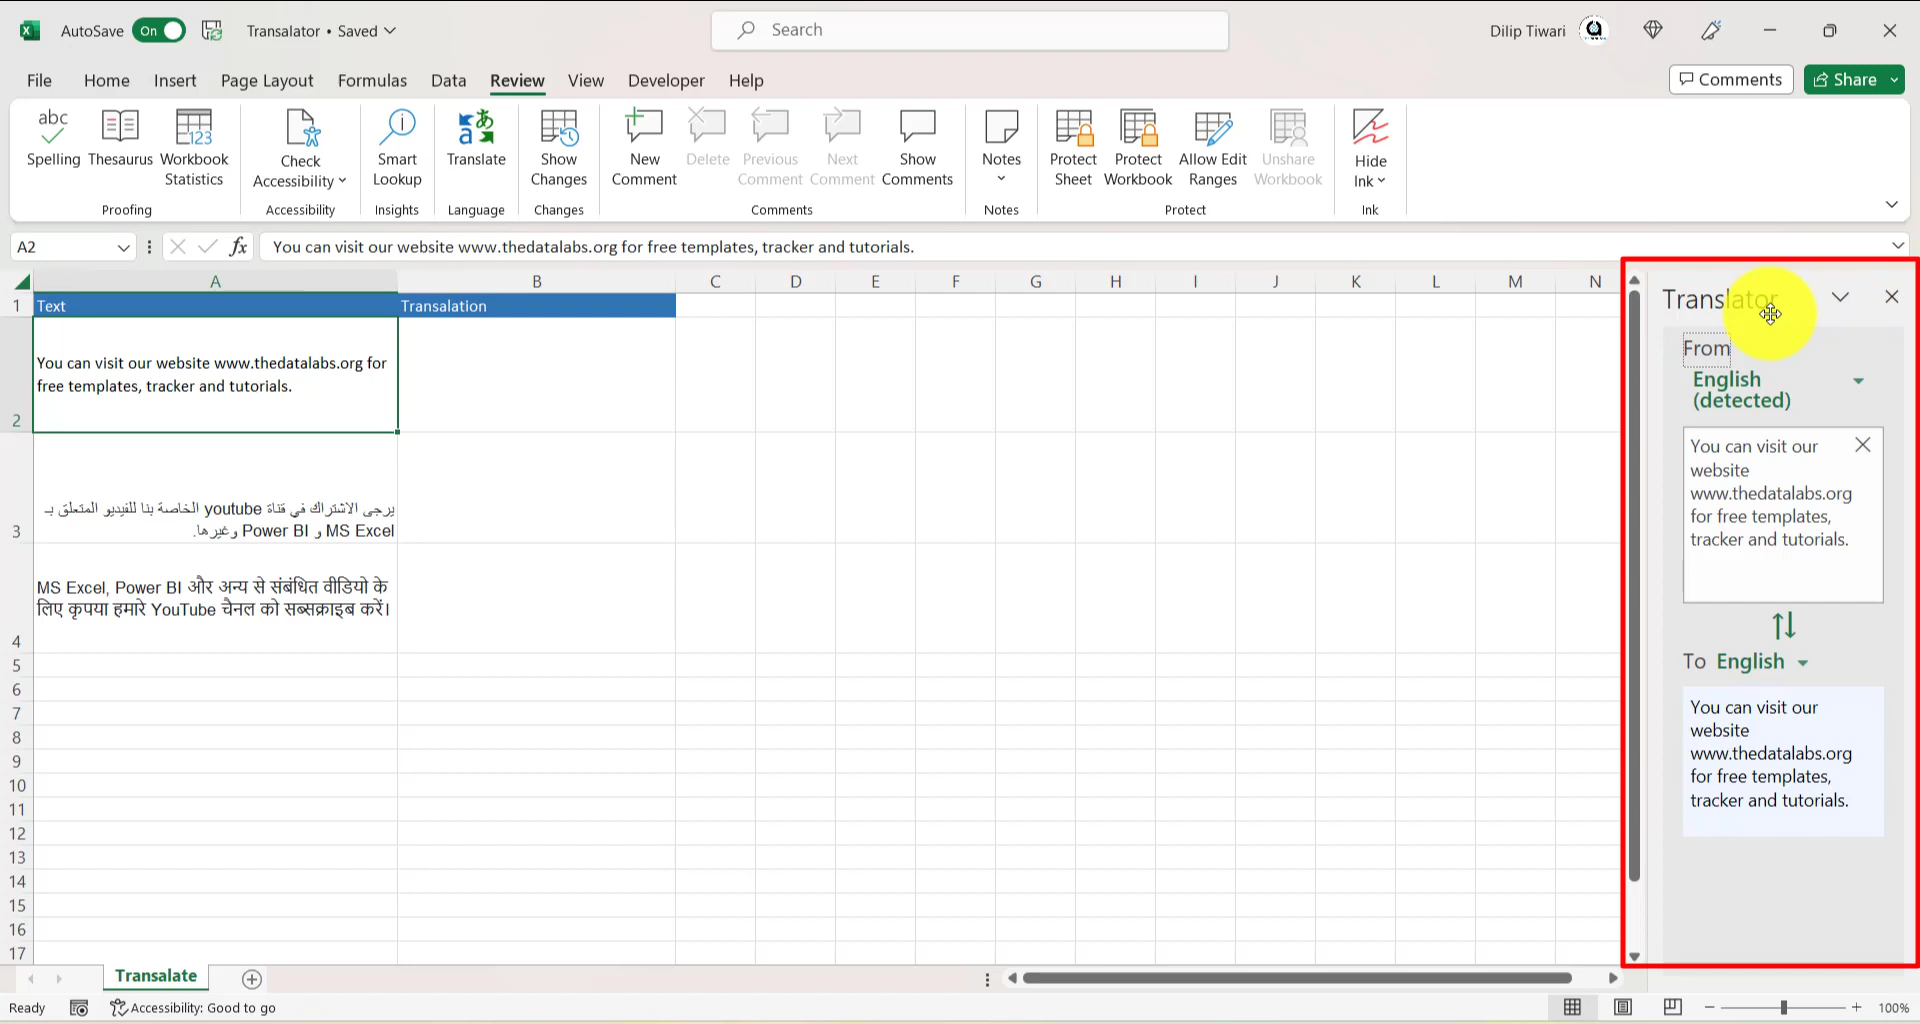 AutoSave On Transalator • Saved Search Dilip Tiwari
File Home Insert Page Layout Formulas Data Review View Developer Help Comments Share
abc
Spelling Thesaurus Workbook Statistics Check Accessibility Smart Lookup Translate Show Changes New Comment Delete Previous Comment Next Comment Show Comments Notes Protect Sheet Protect Workbook Allow Edit Ranges Unshare Workbook Hide Ink
Proofing Accessibility Insights Language Changes Comments Notes Protect Ink
A2 fx You can visit our website www.thedatalabs.org for free templates, tracker and tutorials.
A B C D E F G H I J K L M N
1 Text Transalation
You can visit our website www.thedatalabs.org for
free templates, tracker and tutorials.
2
يرجى الاشتراك في قناة youtube الخاصة بنا للفيديو المتعلق بـ
MS Excel و Power BI وغيرها.
3
MS Excel, Power BI और अन्य से संबंधित वीडियो के
लिए कृपया हमारे YouTube चैनल को सब्सक्राइब करें।
4
5
6
7
8
9
10
11
12
13
14
15
16
17
Translator
From
English
(detected)
You can visit our
website
www.thedatalabs.org
for free templates,
tracker and tutorials.
To English
You can visit our
website
www.thedatalabs.org
for free templates,
tracker and tutorials.
Transalate
Ready Accessibility: Good to go 100%